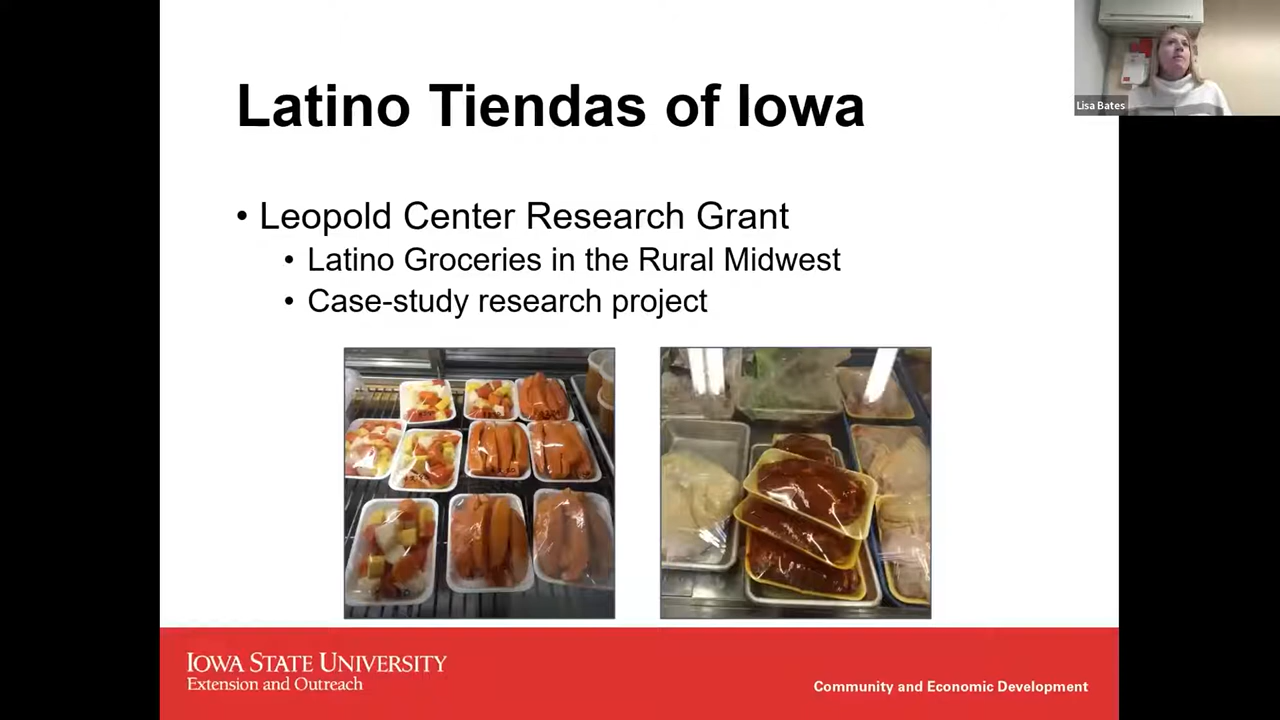 Latino Tiendas of Iowa
Lisa Bates
• Leopold Center Research Grant
• Latino Groceries in the Rural Midwest
• Case-study research project
IOWA STATE UNIVERSITY
Extension and Outreach
Community and Economic Development